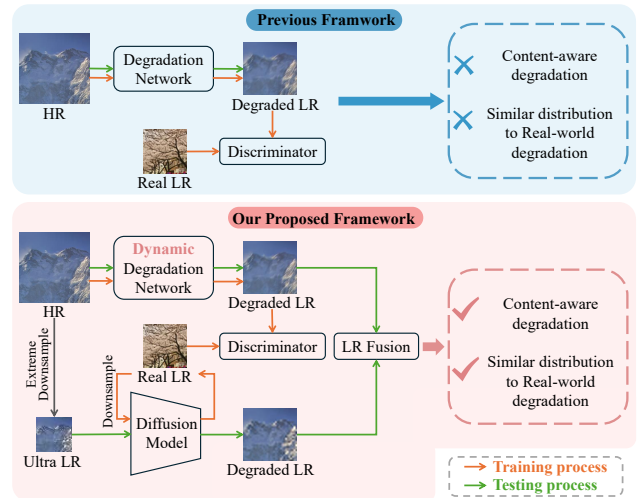 Previous Framwork
Degradation
Network
HR
Degraded LR
Discriminator
Real LR
Content-aware
degradation
Similar distribution
to Real-world
degradation
Our Proposed Framework
Dynamic
Degradation
Network
HR
Degraded LR
Extreme
Downsample
Discriminator
LR Fusion
Real LR
Downsample
Diffusion
Model
Ultra LR
Degraded LR
Content-aware
degradation
Similar distribution
to Real-world
degradation
Training process
Testing process